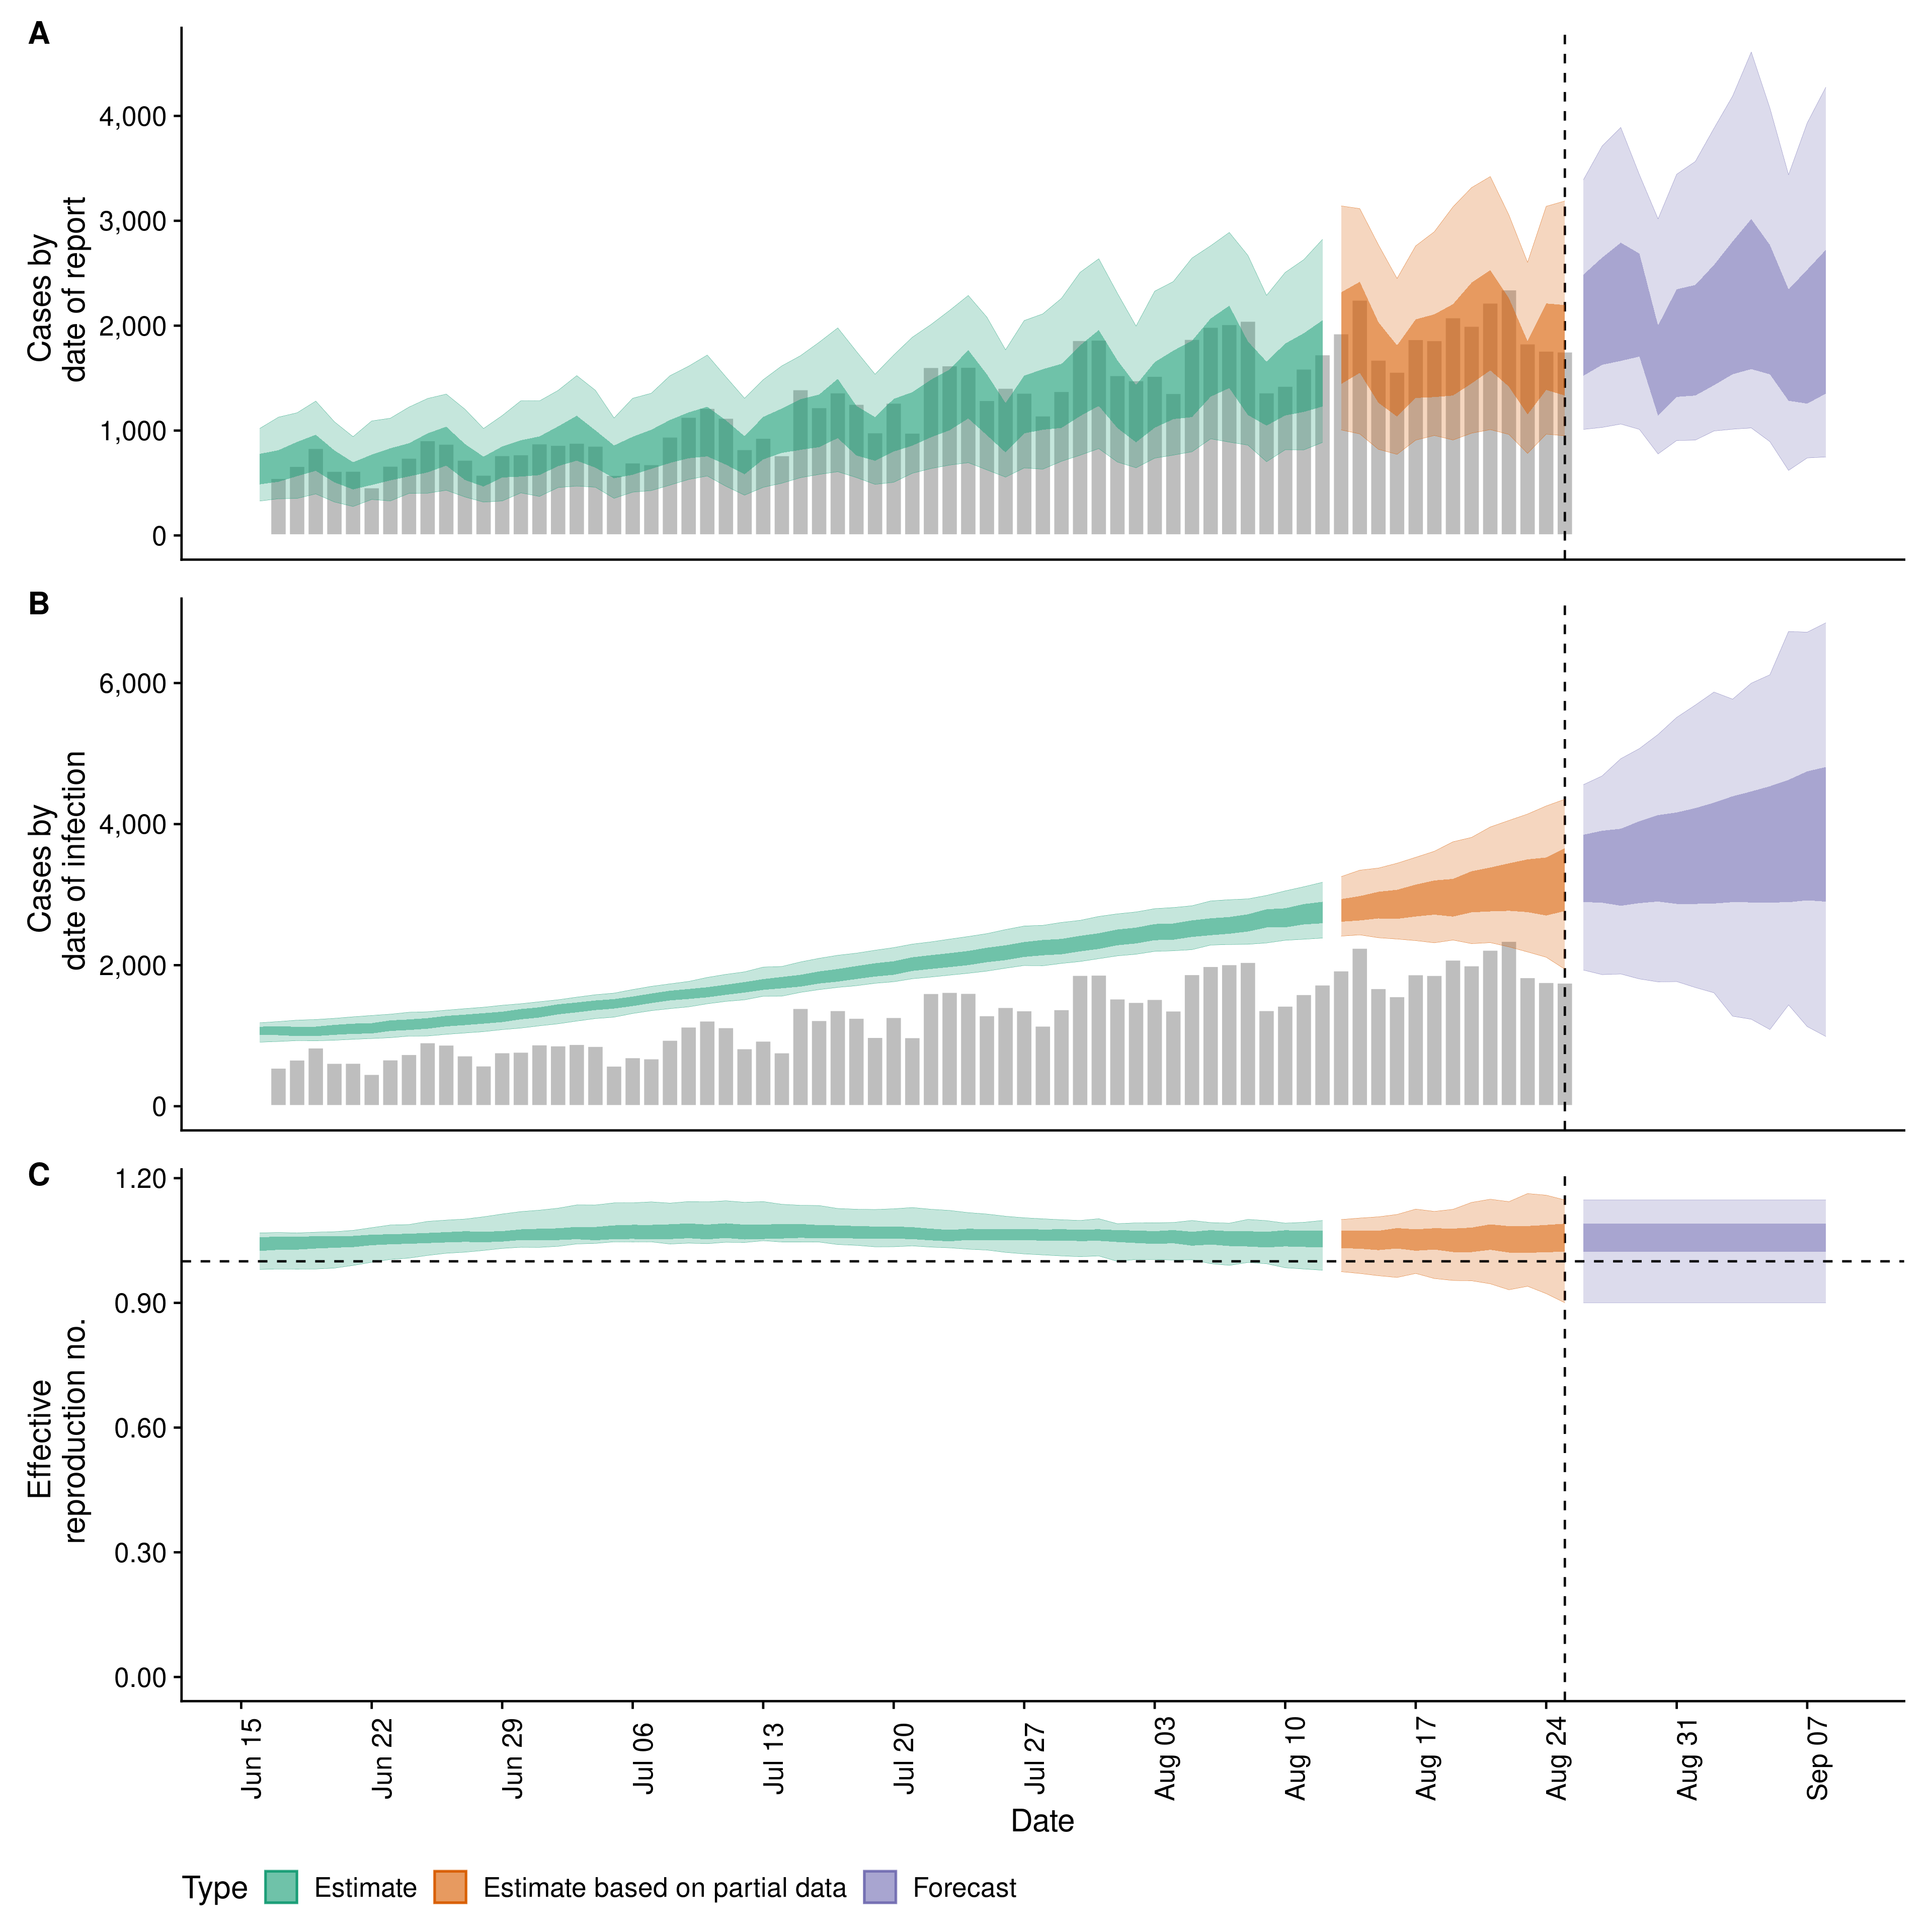 A
Cases by
date of report
4,000
3,000
2,000
1,000
0
B
Cases by
date of infection
6,000
4,000
2,000
0
C
Effective
reproduction no.
1.20
0.90
0.60
0.30
0.00
Jun 15
Jun 22
Jun 29
Jul 06
Jul 13
Jul 20
Jul 27
Aug 03
Aug 10
Aug 17
Aug 24
Aug 31
Sep 07
Date
Type Estimate Estimate based on partial data Forecast